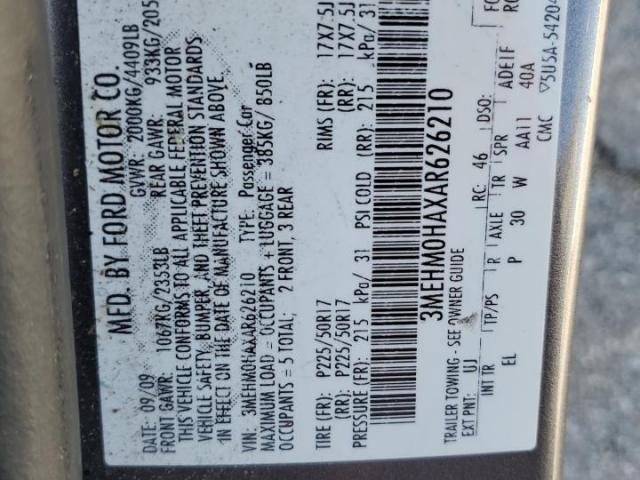 MFD. BY FORD MOTOR CO.
DATE: 09/09 GVWR: 2000KG/4409LB
FRONT GAWR: 1067KG/2353LB REAR GAWR: 933KG/205
THIS VEHICLE CONFORMS TO ALL APPLICABLE FEDERAL MOTOR
VEHICLE SAFETY, BUMPER, AND THEFT PREVENTION STANDARDS
IN EFFECT ON THE DATE OF MANUFACTURE SHOWN ABOVE.
VIN: 3MEHM0HAXAR626210 TYPE: Passenger Car
MAXIMUM LOAD = OCCUPANTS + LUGGAGE = 385KG/ 850LB
OCCUPANTS = 5 TOTAL: 2 FRONT, 3 REAR
TIRE (FR): P225/50R17 RIMS (FR): 17X7.5J
(RR): P225/50R17 (RR): 17X7.5J
PRESSURE (FR): 215 kPa/ 31 PSI COLD (RR): 215 kPa/ 31
3MEHM0HAXAR626210
TRAILER TOWING - SEE OWNER GUIDE
EXT PNT: UJ RC: 46 DSO:
INT TR TP/PS R AXLE TR SPR ADEIF
EL P 30 W AA11 40A
CMC ▽5U5A-54204